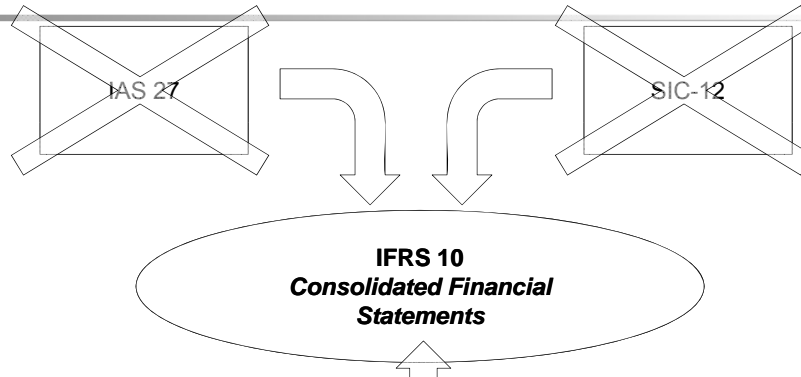 IAS 27
SIC-12
IFRS 10
Consolidated Financial
Statements